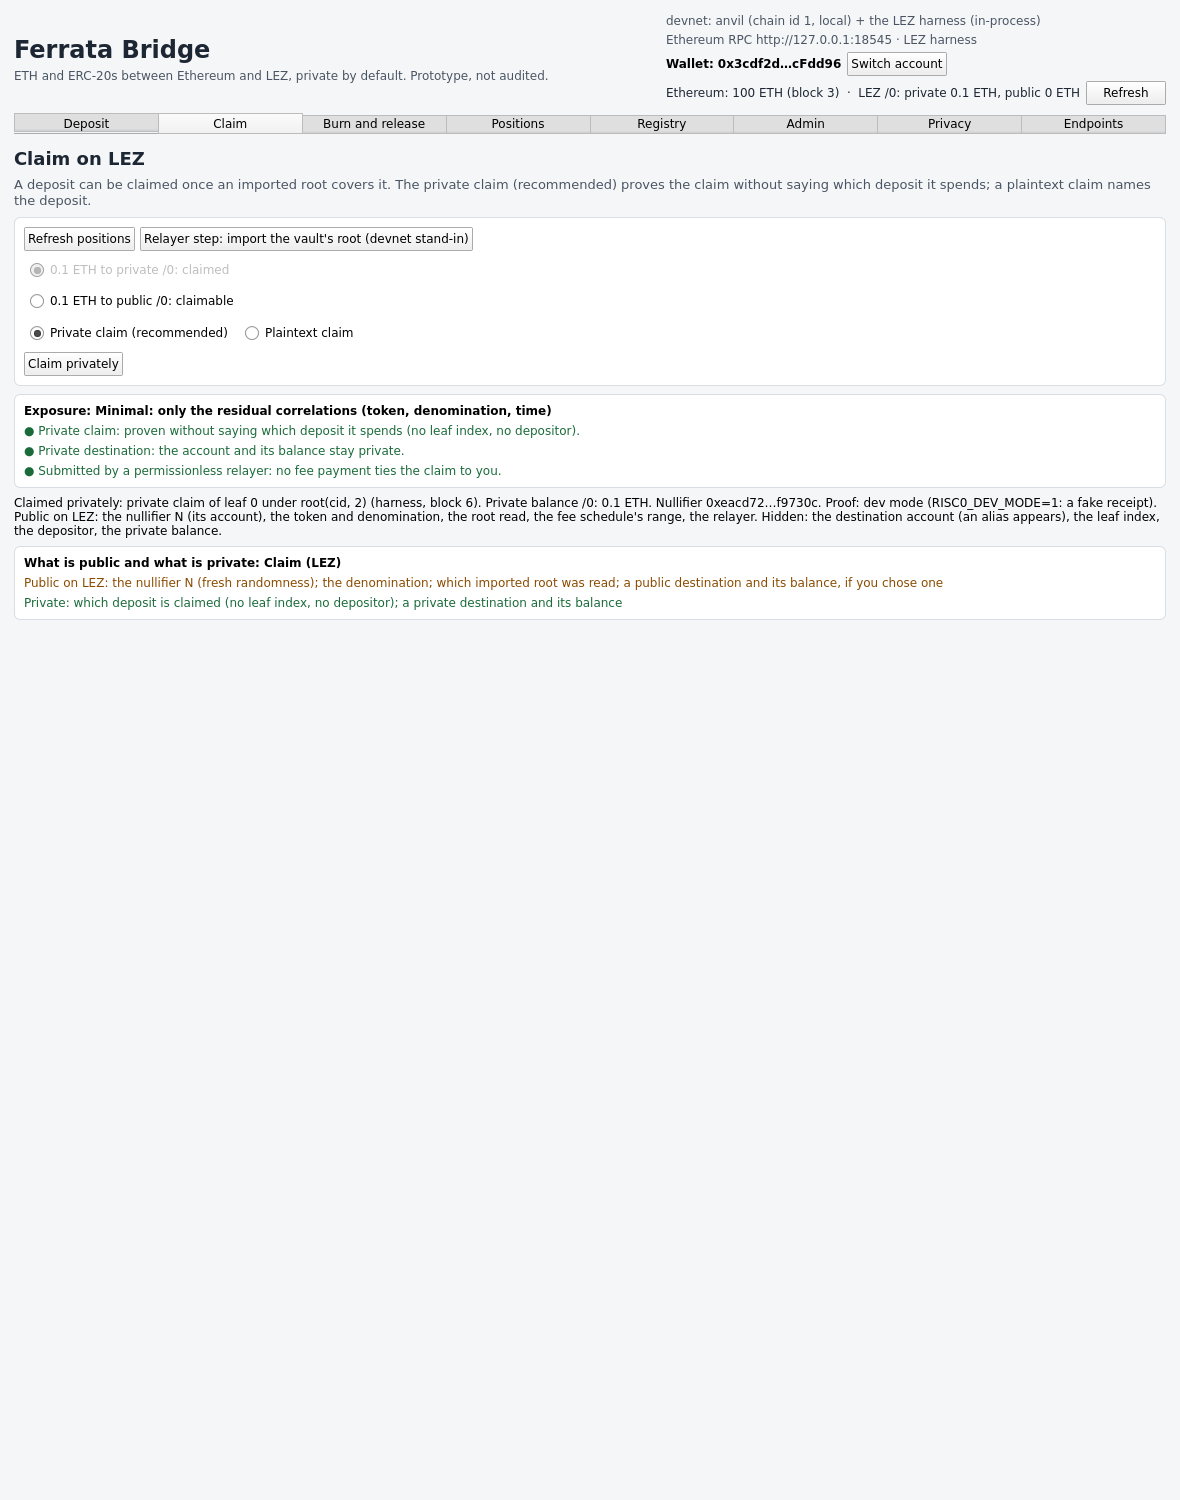 Ferrata Bridge
ETH and ERC-20s between Ethereum and LEZ, private by default. Prototype, not audited.
devnet: anvil (chain id 1, local) + the LEZ harness (in-process)
Ethereum RPC http://127.0.0.1:18545 · LEZ harness
Wallet: 0x3cdf2d…cFdd96 Switch account
Ethereum: 100 ETH (block 3) · LEZ /0: private 0.1 ETH, public 0 ETH Refresh
Deposit Claim Burn and release Positions Registry Admin Privacy Endpoints
Claim on LEZ
A deposit can be claimed once an imported root covers it. The private claim (recommended) proves the claim without saying which deposit it spends; a plaintext claim names
the deposit.
Refresh positions Relayer step: import the vault's root (devnet stand-in)
0.1 ETH to private /0: claimed
0.1 ETH to public /0: claimable
Private claim (recommended) Plaintext claim
Claim privately
Exposure: Minimal: only the residual correlations (token, denomination, time)
● Private claim: proven without saying which deposit it spends (no leaf index, no depositor).
● Private destination: the account and its balance stay private.
● Submitted by a permissionless relayer: no fee payment ties the claim to you.
Claimed privately: private claim of leaf 0 under root(cid, 2) (harness, block 6). Private balance /0: 0.1 ETH. Nullifier 0xeacd72…f9730c. Proof: dev mode (RISC0_DEV_MODE=1: a fake receipt).
Public on LEZ: the nullifier N (its account), the token and denomination, the root read, the fee schedule's range, the relayer. Hidden: the destination account (an alias appears), the leaf index,
the depositor, the private balance.
What is public and what is private: Claim (LEZ)
Public on LEZ: the nullifier N (fresh randomness); the denomination; which imported root was read; a public destination and its balance, if you chose one
Private: which deposit is claimed (no leaf index, no depositor); a private destination and its balance